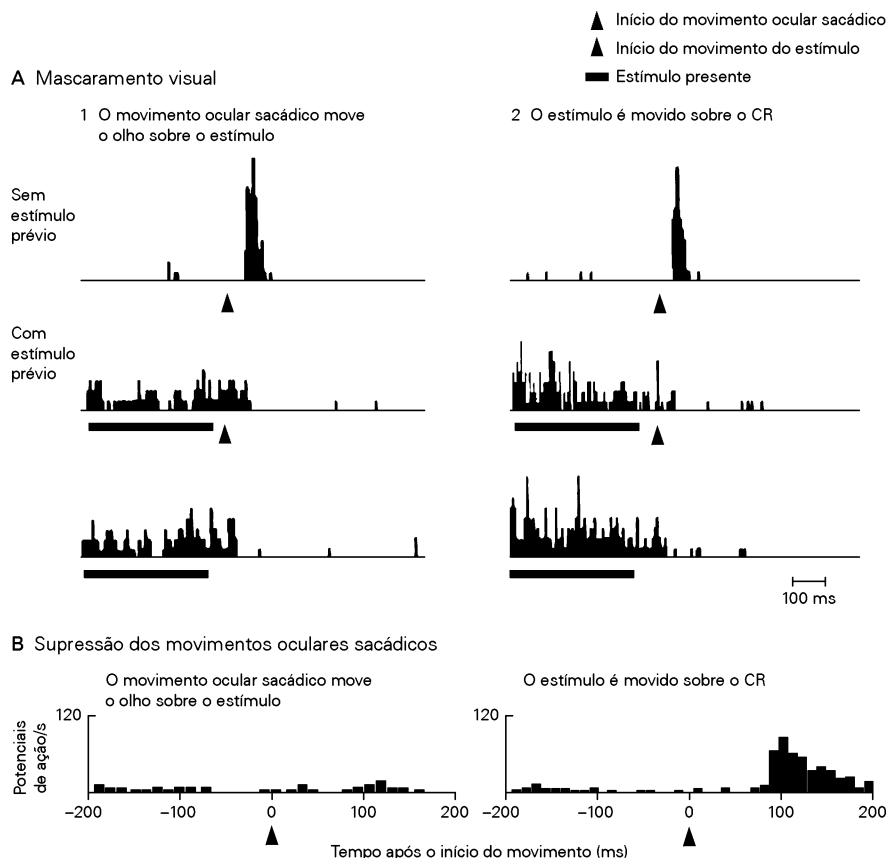 Início do movimento ocular sacádico
Início do movimento do estímulo
Estímulo presente
A Mascaramento visual
1 O movimento ocular sacádico move
o olho sobre o estímulo
2 O estímulo é movido sobre o CR
Sem
estímulo
prévio
Com
estímulo
prévio
100 ms
B Supressão dos movimentos oculares sacádicos
O movimento ocular sacádico move
o olho sobre o estímulo
O estímulo é movido sobre o CR
Potenciais
de ação/s
120
120
–200 –100 0 100 200
–200 –100 0 100 200
Tempo após o início do movimento (ms)